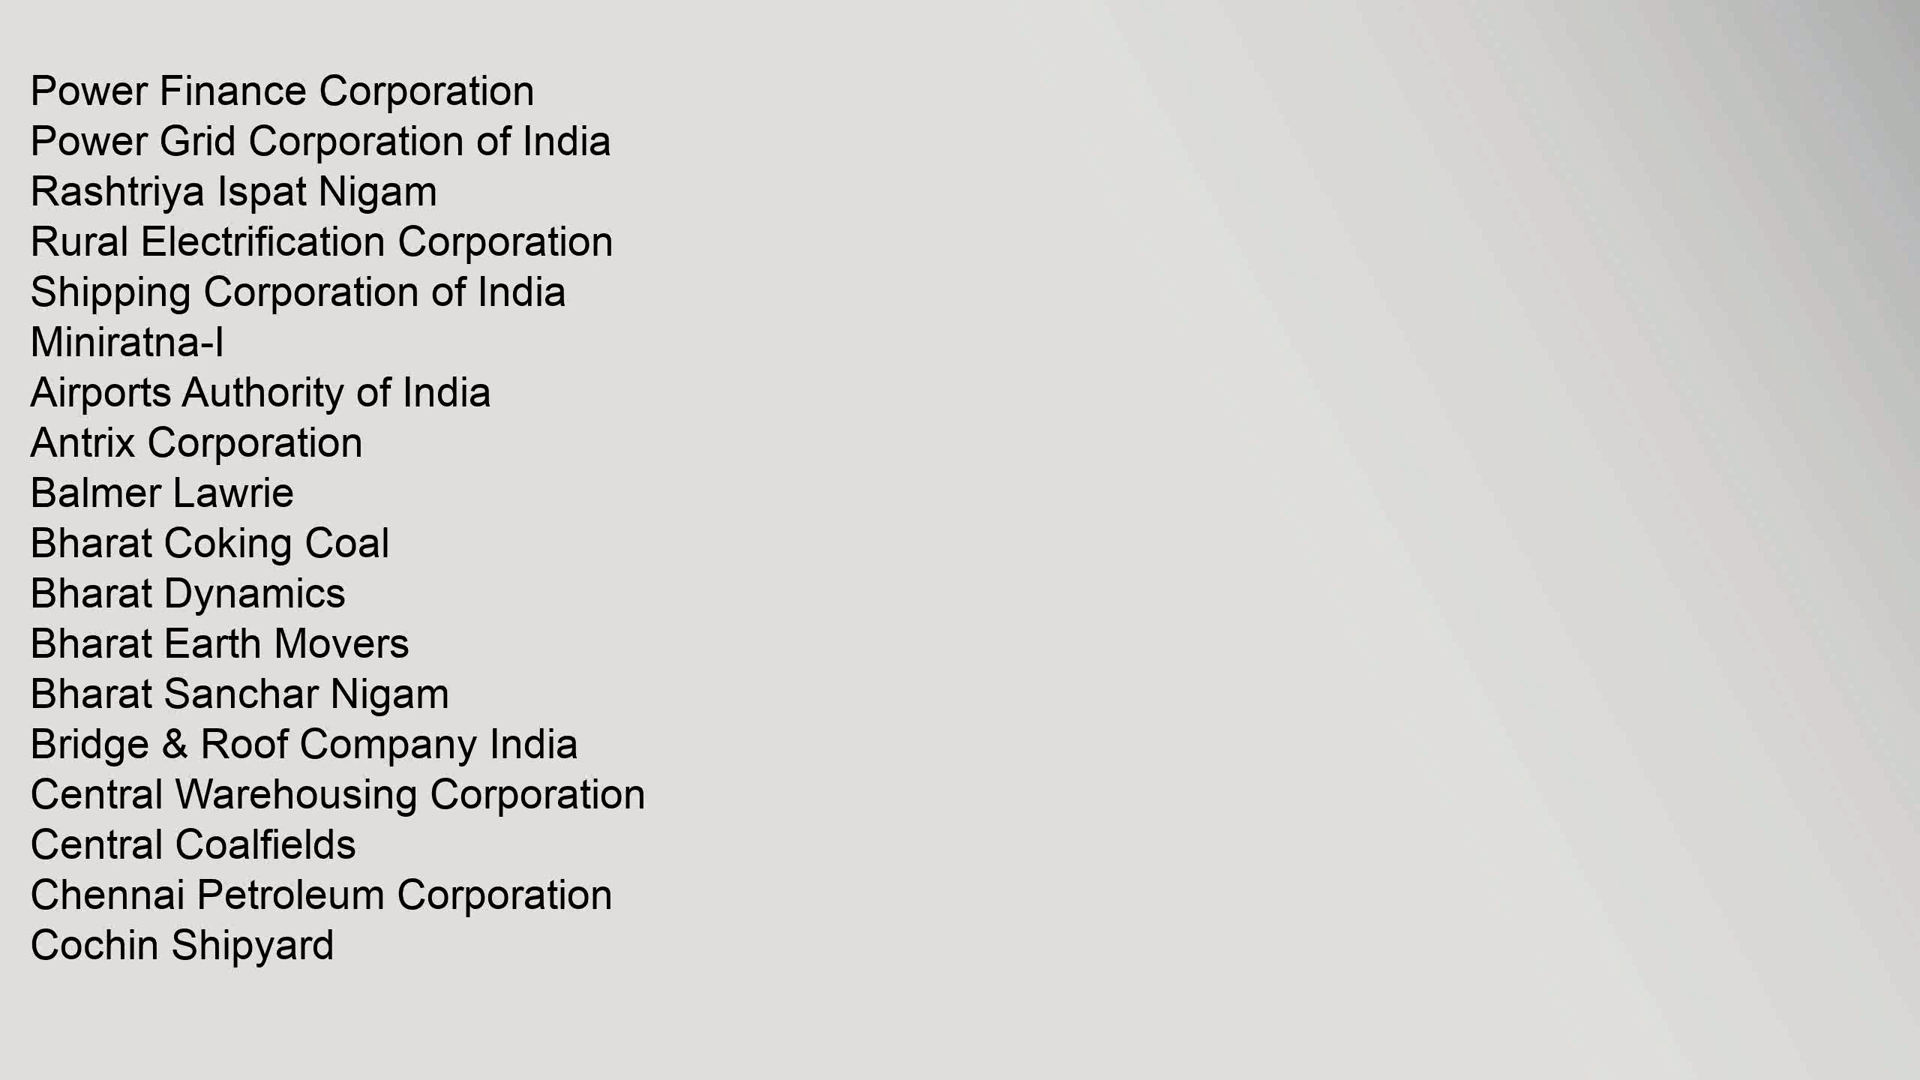 Power Finance Corporation
Power Grid Corporation of India
Rashtriya Ispat Nigam
Rural Electrification Corporation
Shipping Corporation of India
Miniratna-I
Airports Authority of India
Antrix Corporation
Balmer Lawrie
Bharat Coking Coal
Bharat Dynamics
Bharat Earth Movers
Bharat Sanchar Nigam
Bridge & Roof Company India
Central Warehousing Corporation
Central Coalfields
Chennai Petroleum Corporation
Cochin Shipyard